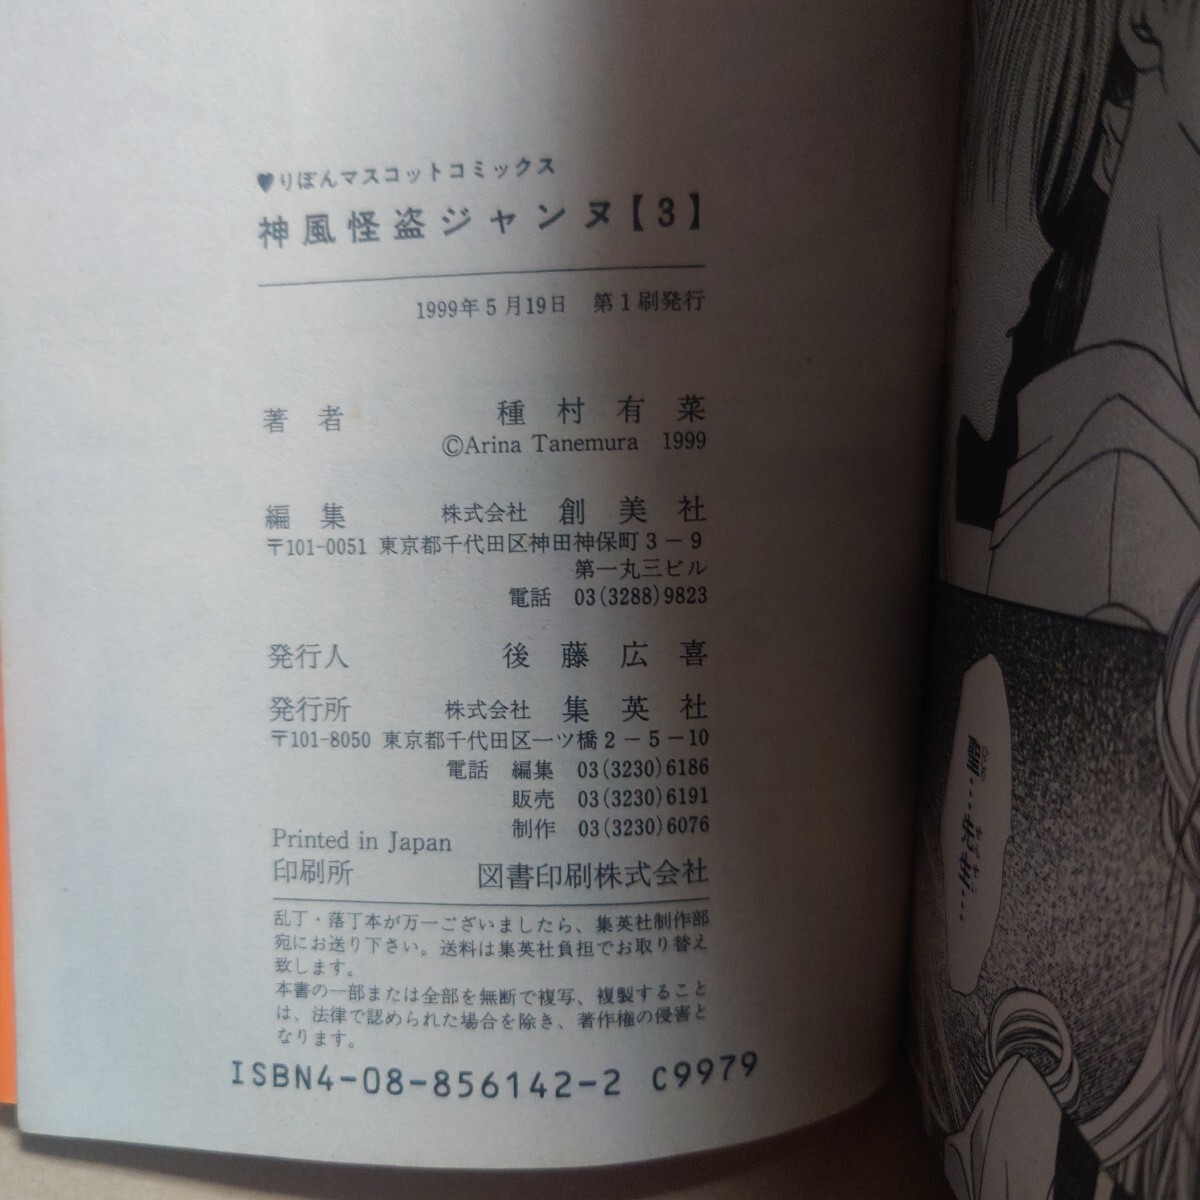 ♥りぼんマスコットコミックス
神風怪盗ジャンヌ【3】
1999年5月19日 第1刷発行
著者 種村有菜
©Arina Tanemura 1999
編集 株式会社 創美社
〒101-0051 東京都千代田区神田神保町3－9
第一丸三ビル
電話 03(3288)9823
発行人 後藤広喜
発行所 株式会社 集英社
〒101-8050 東京都千代田区一ツ橋2－5－10
電話 編集 03(3230)6186
販売 03(3230)6191
制作 03(3230)6076
Printed in Japan
印刷所 図書印刷株式会社
乱丁・落丁本が万一ございましたら、集英社制作部
宛にお送り下さい。送料は集英社負担でお取り替え
致します。
本書の一部または全部を無断で複写、複製すること
は、法律で認められた場合を除き、著作権の侵害と
なります。
ISBN4-08-856142-2 C9979
聖…先生…